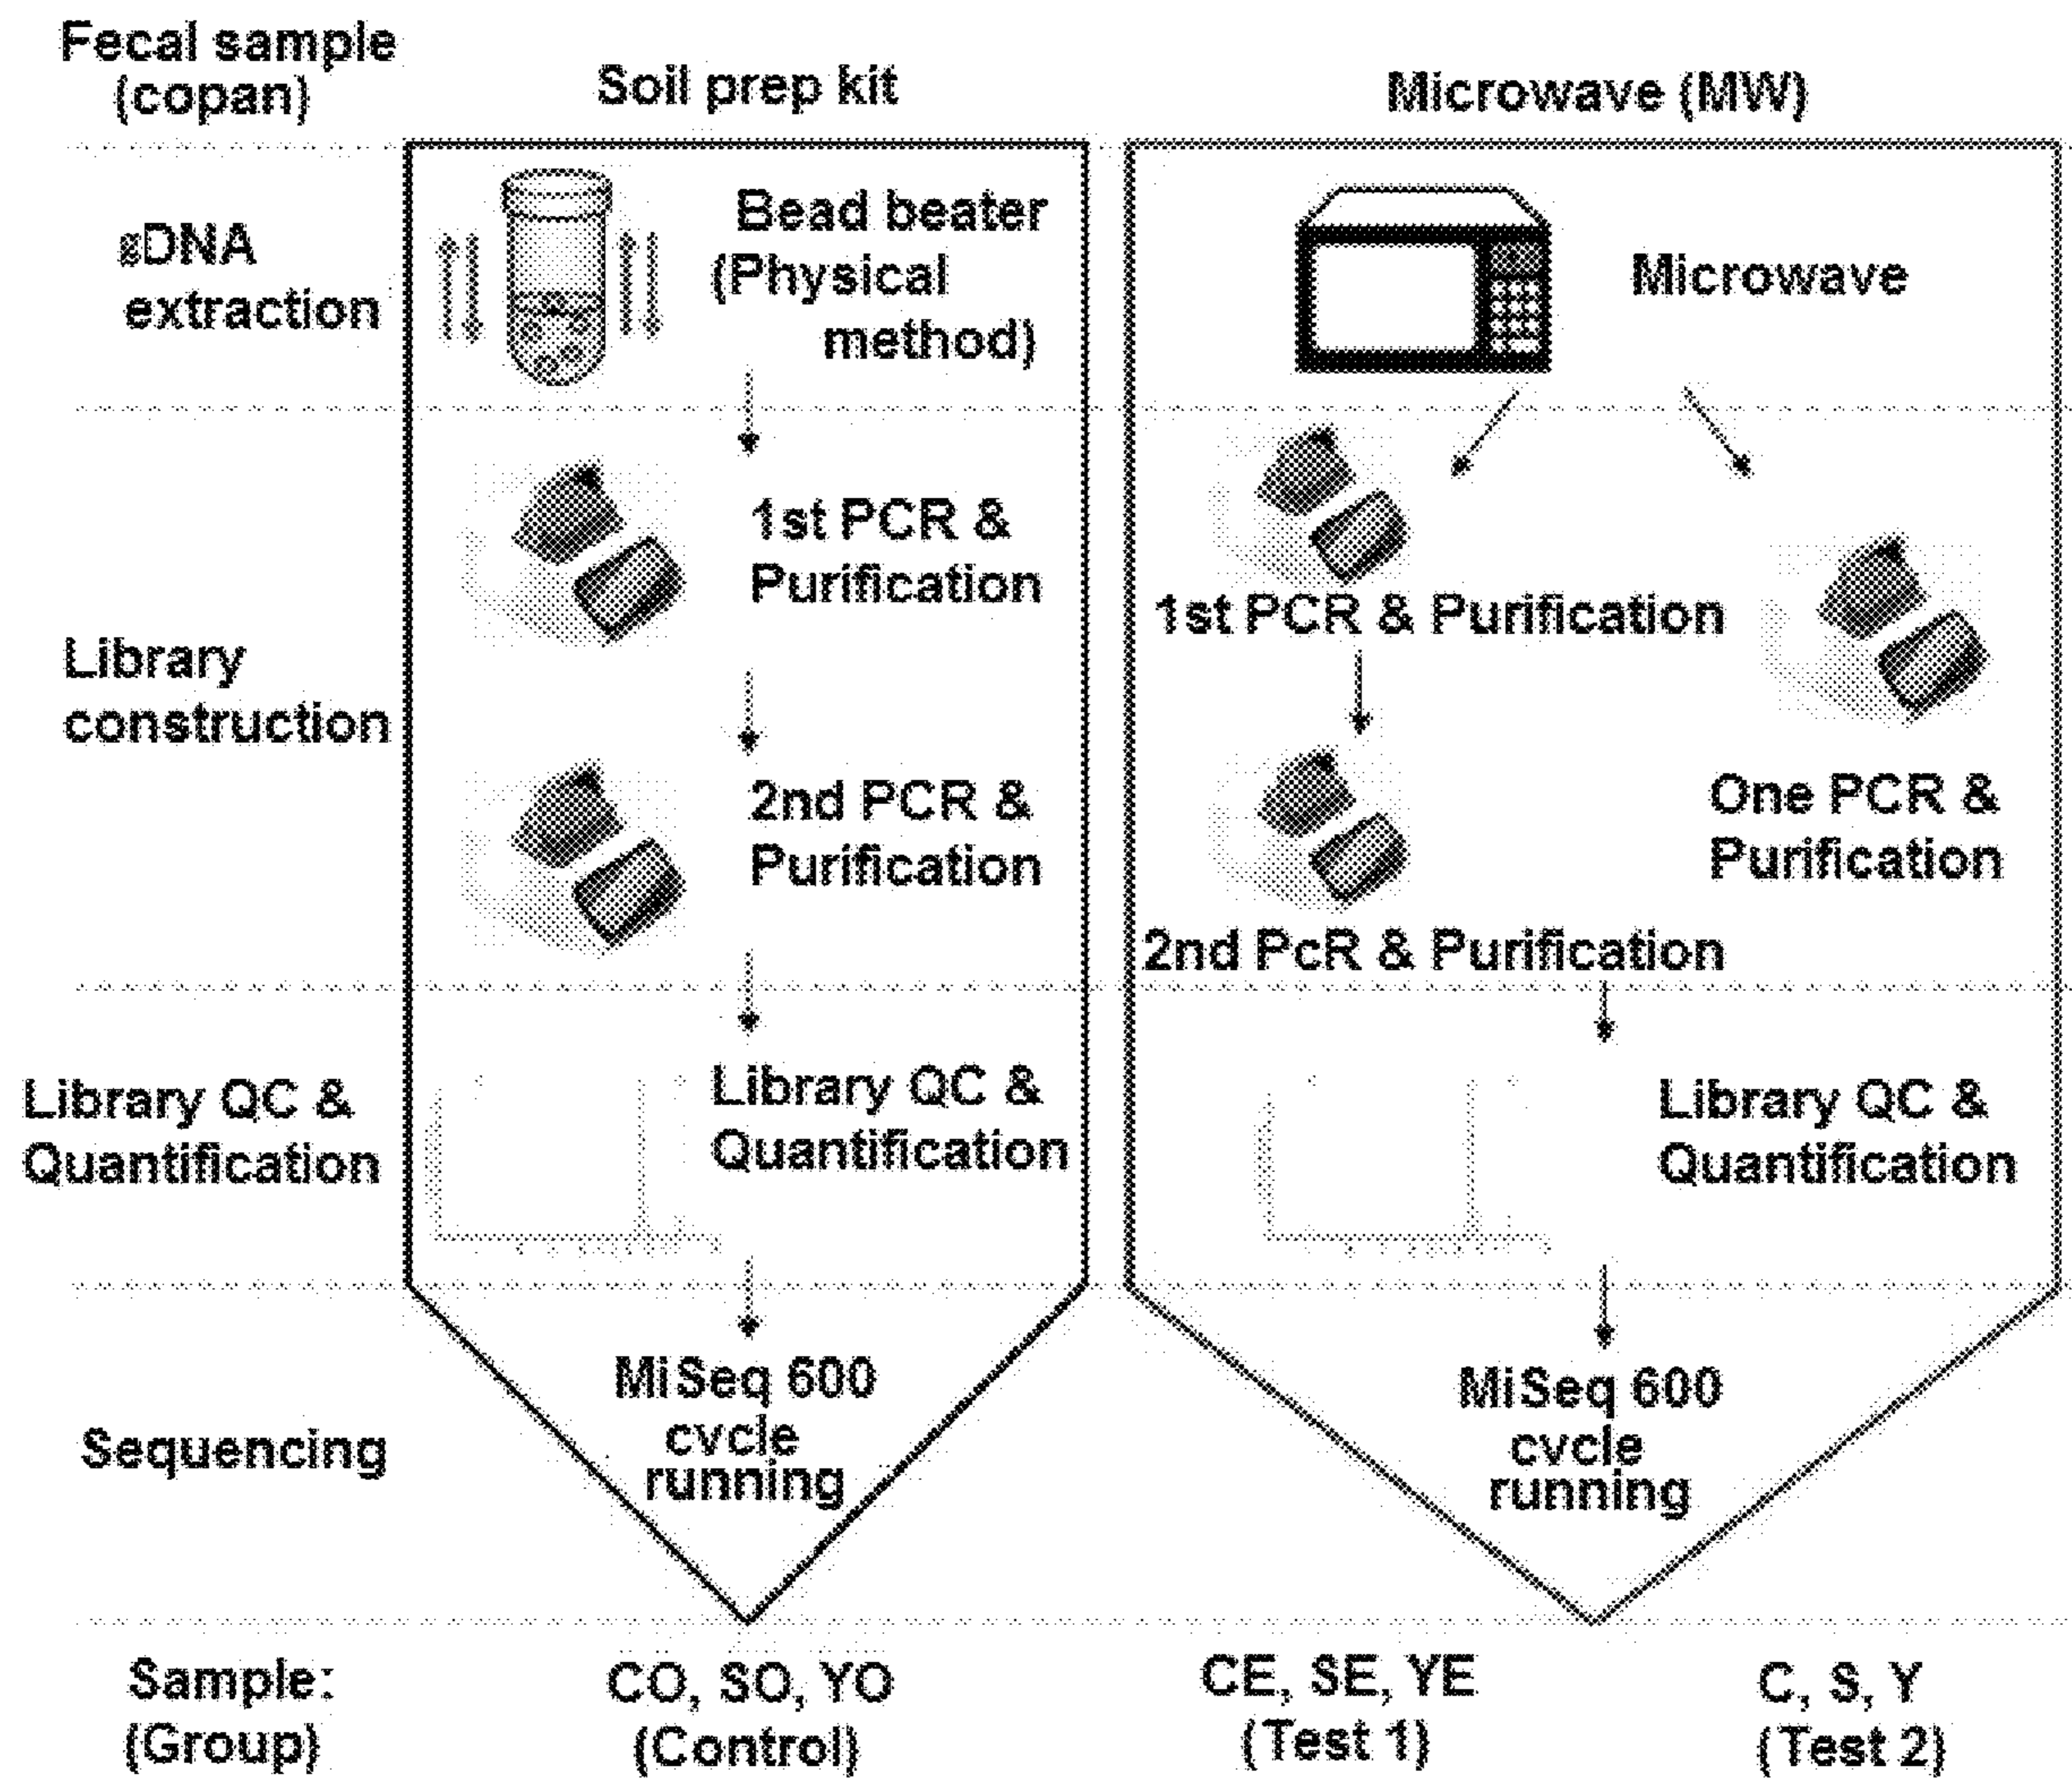 Fecal sample
(copan)
Soil prep kit
Microwave (MW)
gDNA
extraction
Bead beater
(Physical
method)
Microwave
Library
construction
1st PCR &
Purification
2nd PCR &
Purification
1st PCR & Purification
2nd PcR & Purification
One PCR &
Purification
Library QC &
Quantification
Library QC &
Quantification
Library QC &
Quantification
Sequencing
MiSeq 600
cycle
running
MiSeq 600
cycle
running
Sample:
(Group)
CO, SO, YO
(Control)
CE, SE, YE
(Test 1)
C, S, Y
(Test 2)